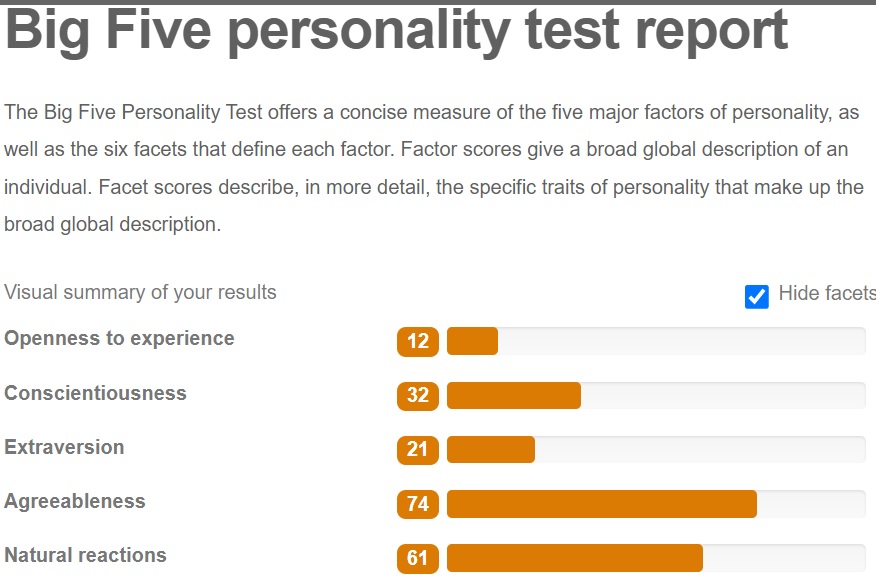 Big Five personality test report
The Big Five Personality Test offers a concise measure of the five major factors of personality, as
well as the six facets that define each factor. Factor scores give a broad global description of an
individual. Facet scores describe, in more detail, the specific traits of personality that make up the
broad global description.
Visual summary of your results Hide facets
Openness to experience 12
Conscientiousness 32
Extraversion 21
Agreeableness 74
Natural reactions 61